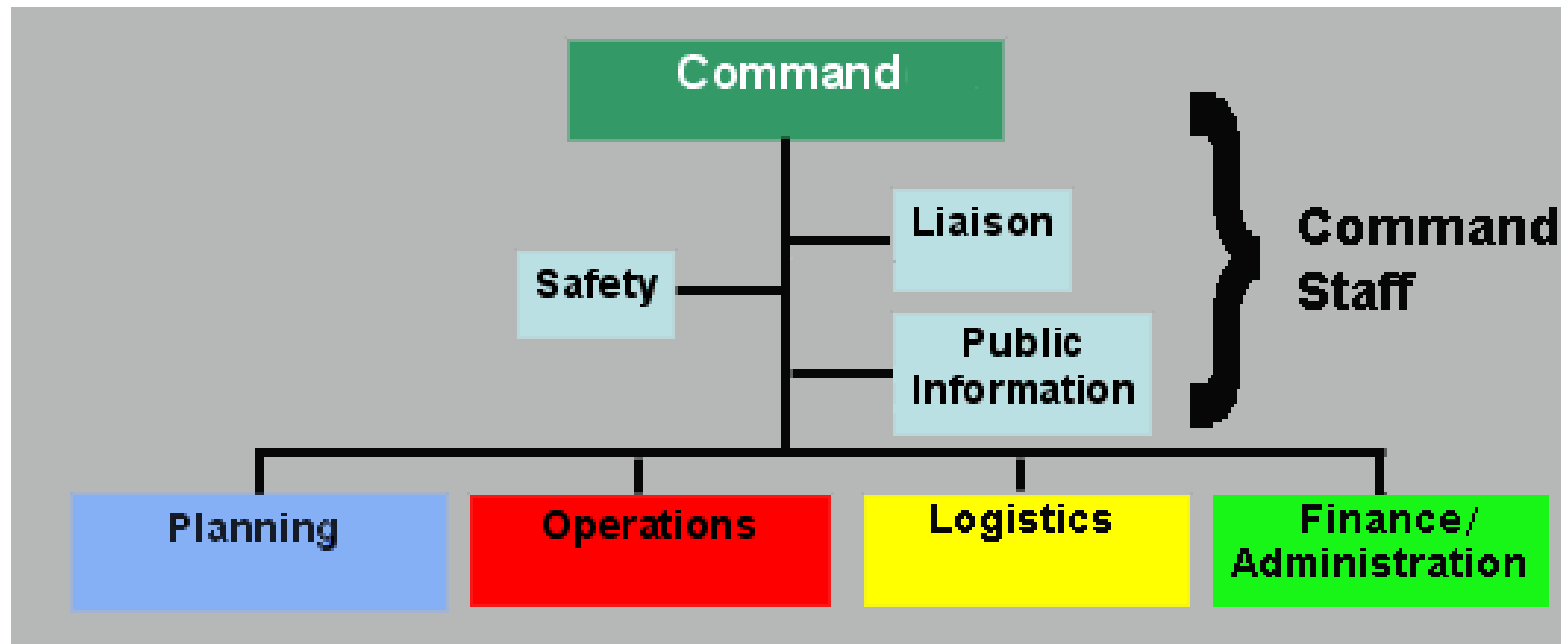 Command
Liaison
Safety
Command
Staff
Public
Information
Planning
Operations
Logistics
Finance/
Administration